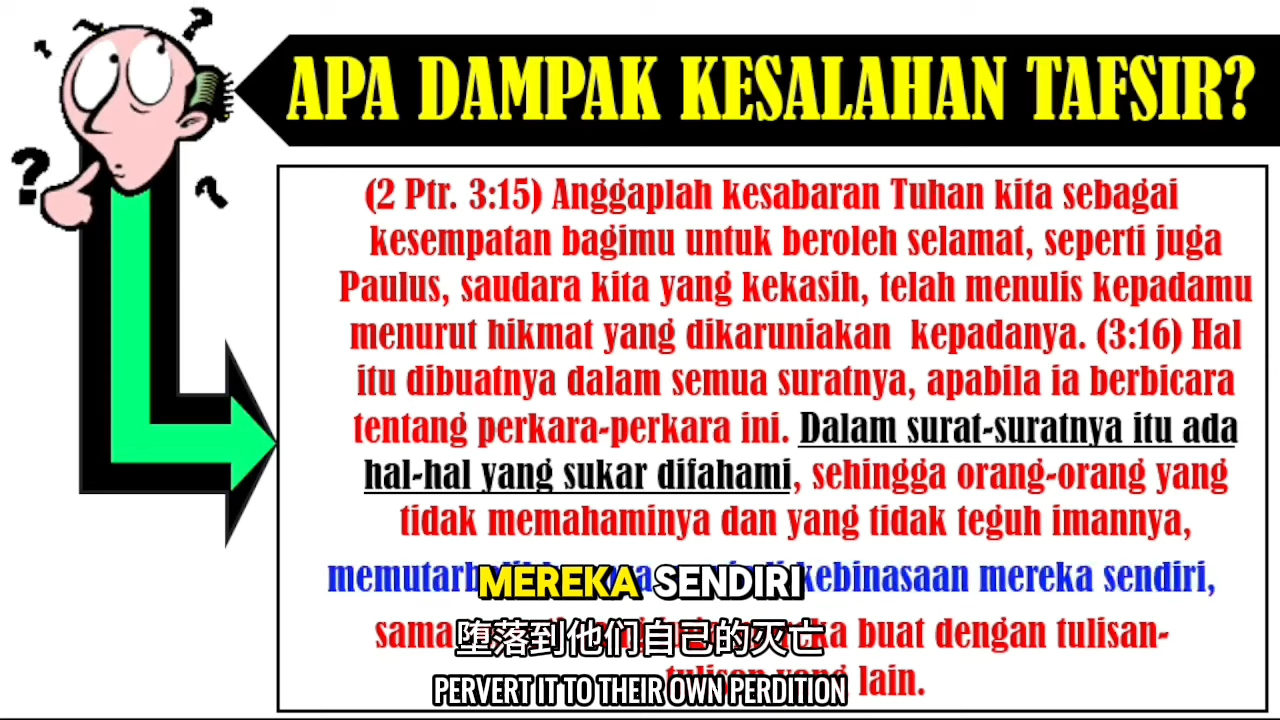 APA DAMPAK KESALAHAN TAFSIR?
(2 Ptr. 3:15) Anggaplah kesabaran Tuhan kita sebagai
kesempatan bagimu untuk beroleh selamat, seperti juga
Paulus, saudara kita yang kekasih, telah menulis kepadamu
menurut hikmat yang dikaruniakan kepadanya. (3:16) Hal
itu dibuatnya dalam semua suratnya, apabila ia berbicara
tentang perkara-perkara ini. Dalam surat-suratnya itu ada
hal-hal yang sukar difahami, sehingga orang-orang yang
tidak memahaminya dan yang tidak teguh imannya,
kebinasaan mereka sendiri,
MEREKA SENDIRI
buat dengan tulisan-
堕落到他们自己的灭亡
lain.
PERVERT IT TO THEIR OWN PERDITION